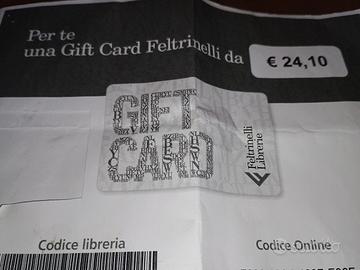 Per te
una Gift Card Feltrinelli da
€ 24,10
GIFT
CARD
Feltrinelli
Librerie
Codice libreria
Codice Online